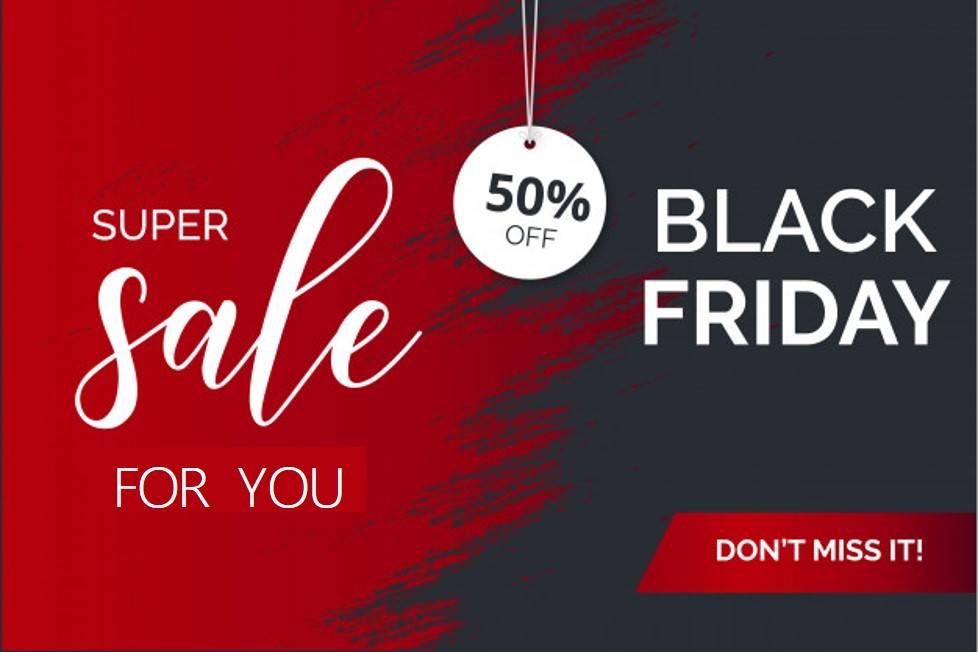 SUPER
sale
FOR YOU
50%
OFF
BLACK
FRIDAY
DON'T MISS IT!